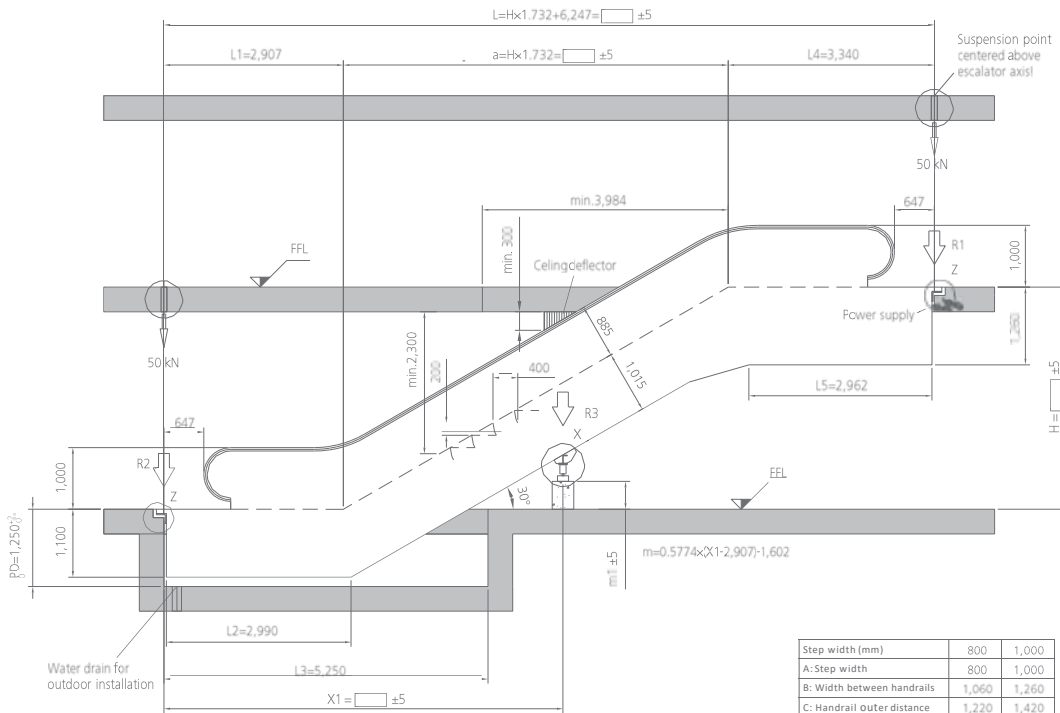 L=H×1.732+6,247= ±5
L1=2,907
a=H×1.732= ±5
L4=3,340
Suspension point
centered above
escalator axis!
50 kN
min.3,984
647
min. 300
FFL
Celingdeflector
R1
Z
1,000
Power supply
50 kN
min.2,300
200
400
885
1,015
1,260
L5=2,962
H = ±5
647
R3
X
R2
Z
1,000
30°
FFL
PD=1,250
1,100
m1 ±5
m=0.5774×(X1-2,907)-1,602
L2=2,990
Water drain for
outdoor installation
L3=5,250
X1 = ±5
Step width (mm) 800 1,000
A: Step width 800 1,000
B: Width between handrails 1,060 1,260
C: Handrail outer distance 1,220 1,420